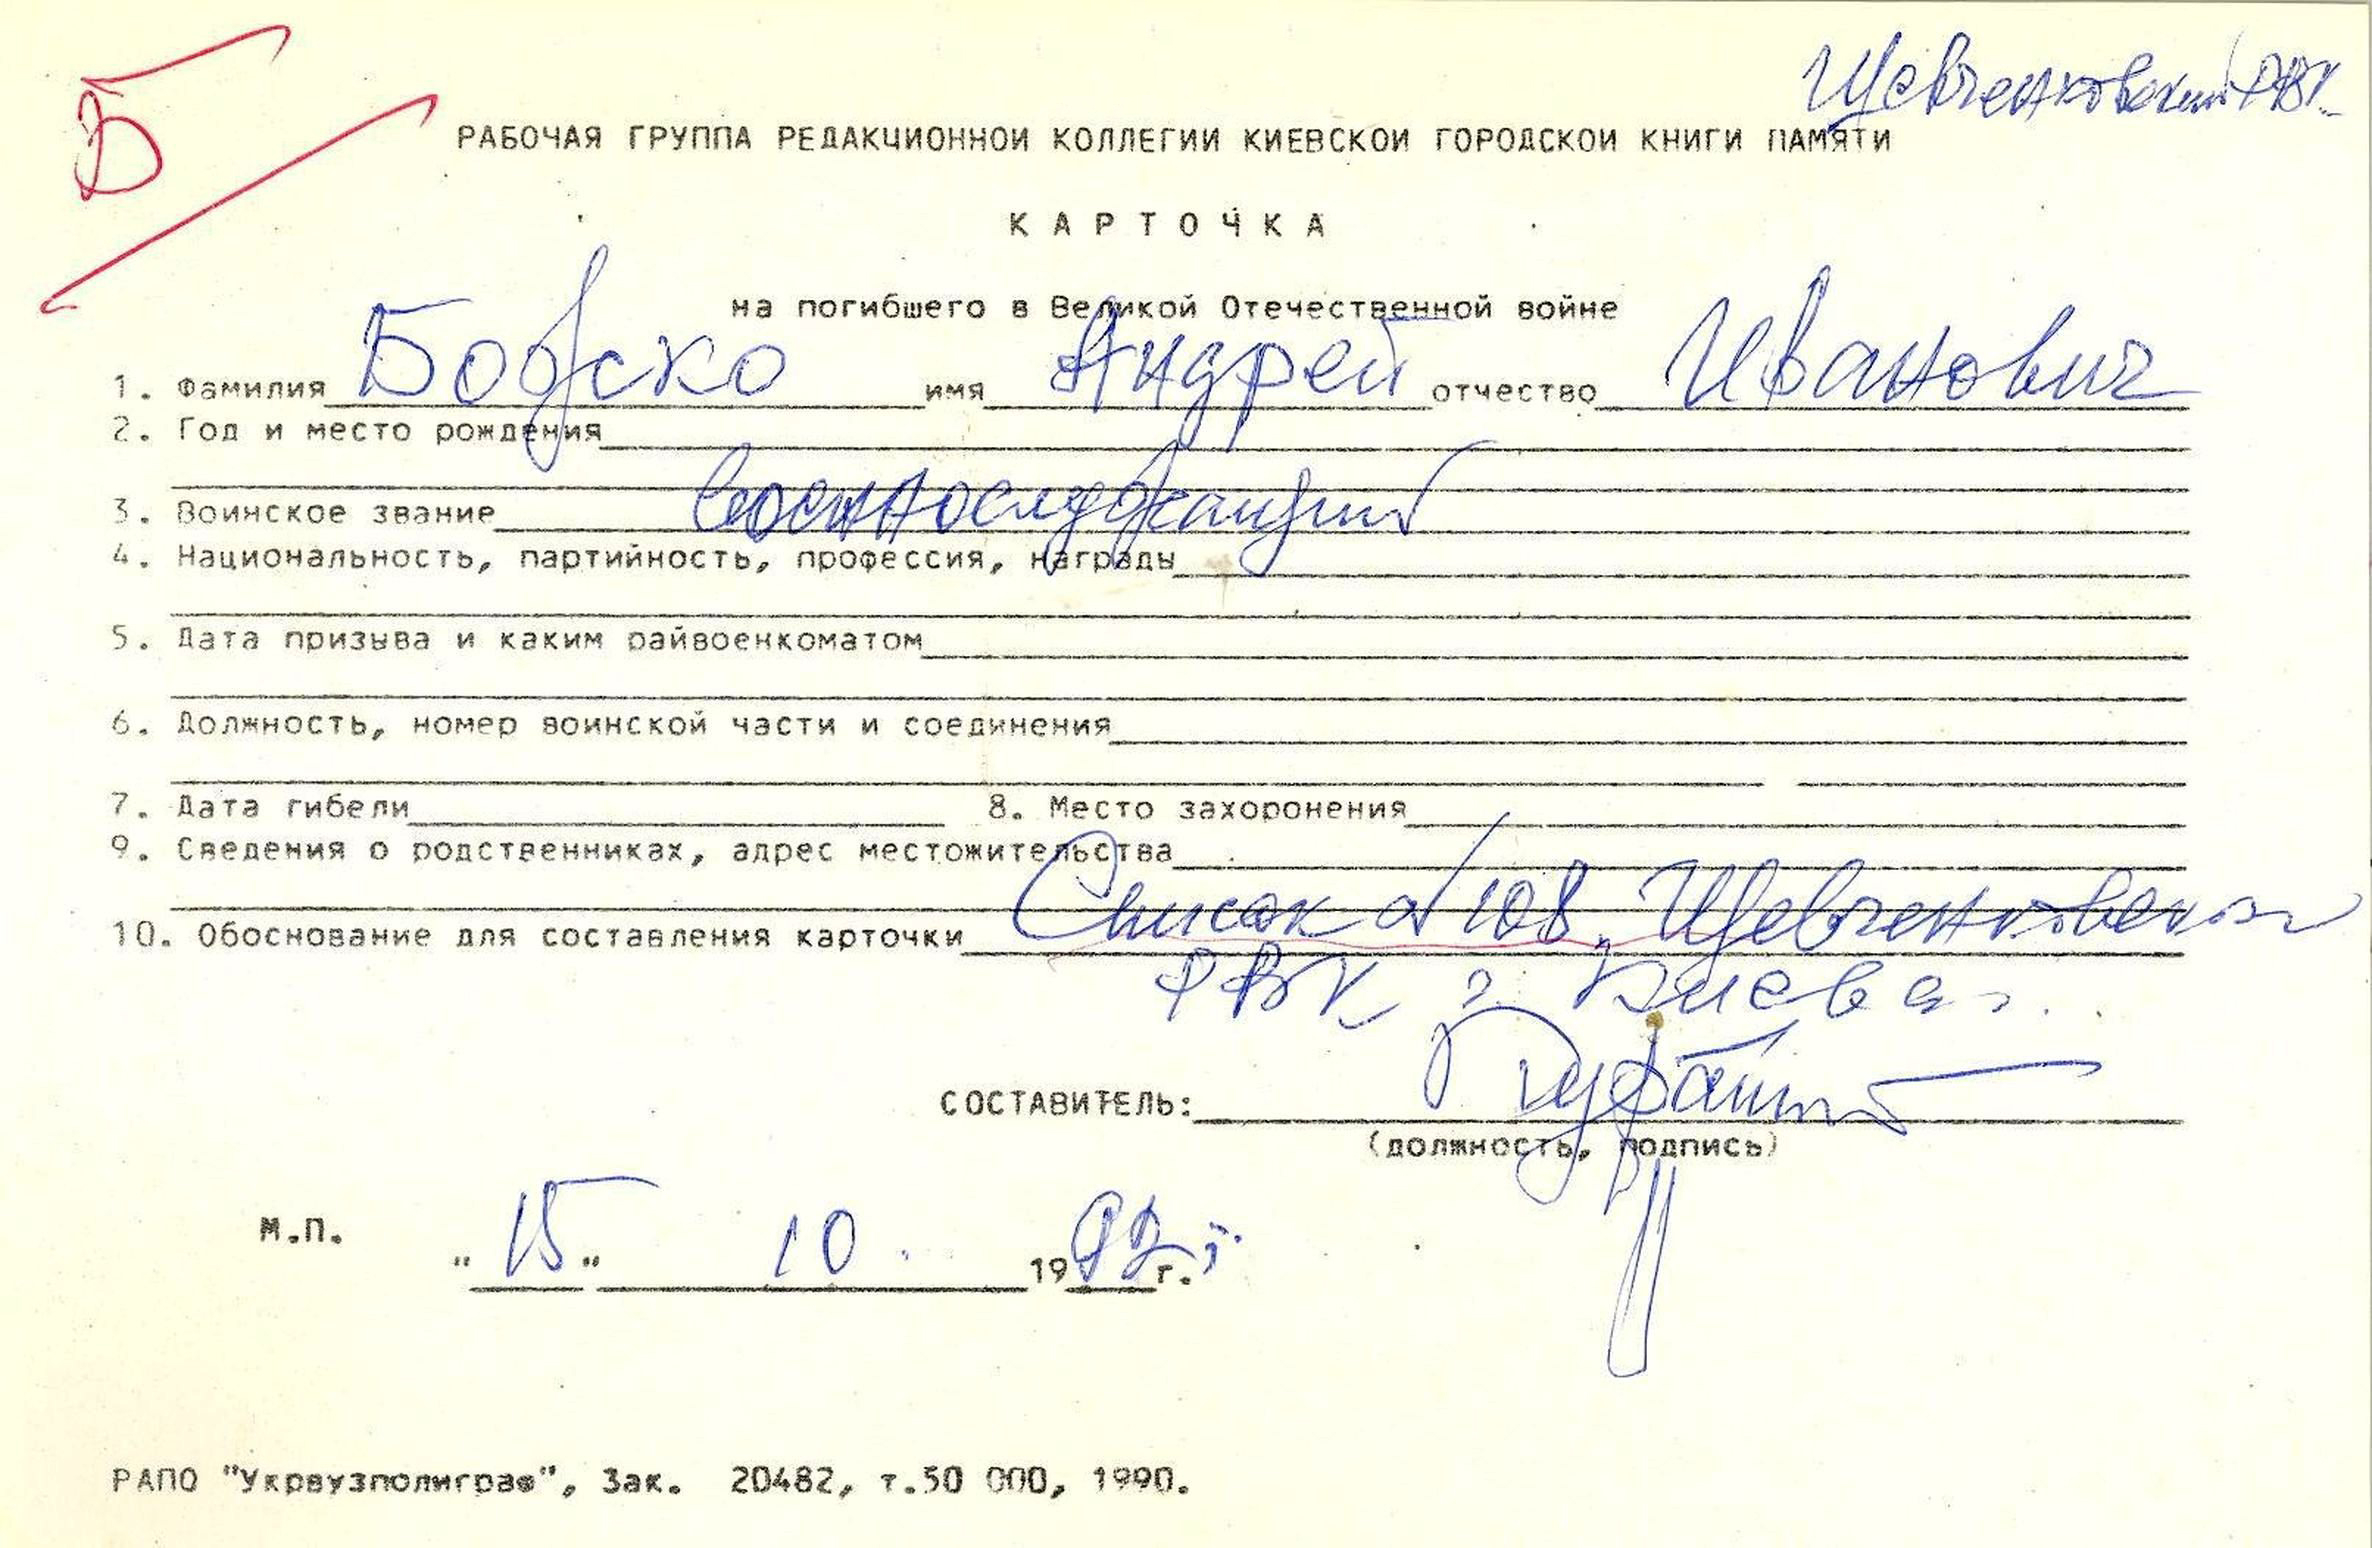 Б
Шевченковский РВК
РАБОЧАЯ ГРУППА РЕДАКЦИОННОЙ КОЛЛЕГИИ КИЕВСКОЙ ГОРОДСКОЙ КНИГИ ПАМЯТИ
КАРТОЧКА
на погибшего в Великой Отечественной войне
1. Фамилия имя Андрей отчество Иванович
2. Год и место рождения
3. Воинское звание военнослужащий
4. Национальность, партийность, профессия, награды
5. Дата призыва и каким райвоенкоматом
6. Должность, номер воинской части и соединения
7. Дата гибели 8. Место захоронения
9. Сведения о родственниках, адрес местожительства
10. Обоснование для составления карточки Список Шевченковского
РВК г. Киева.
СОСТАВИТЕЛЬ:
(должность, подпись)
М.П.
"15" 10. 1992 г.
РАПО "Укрвузполиграф", Зак. 20482, т.50 000, 1990.